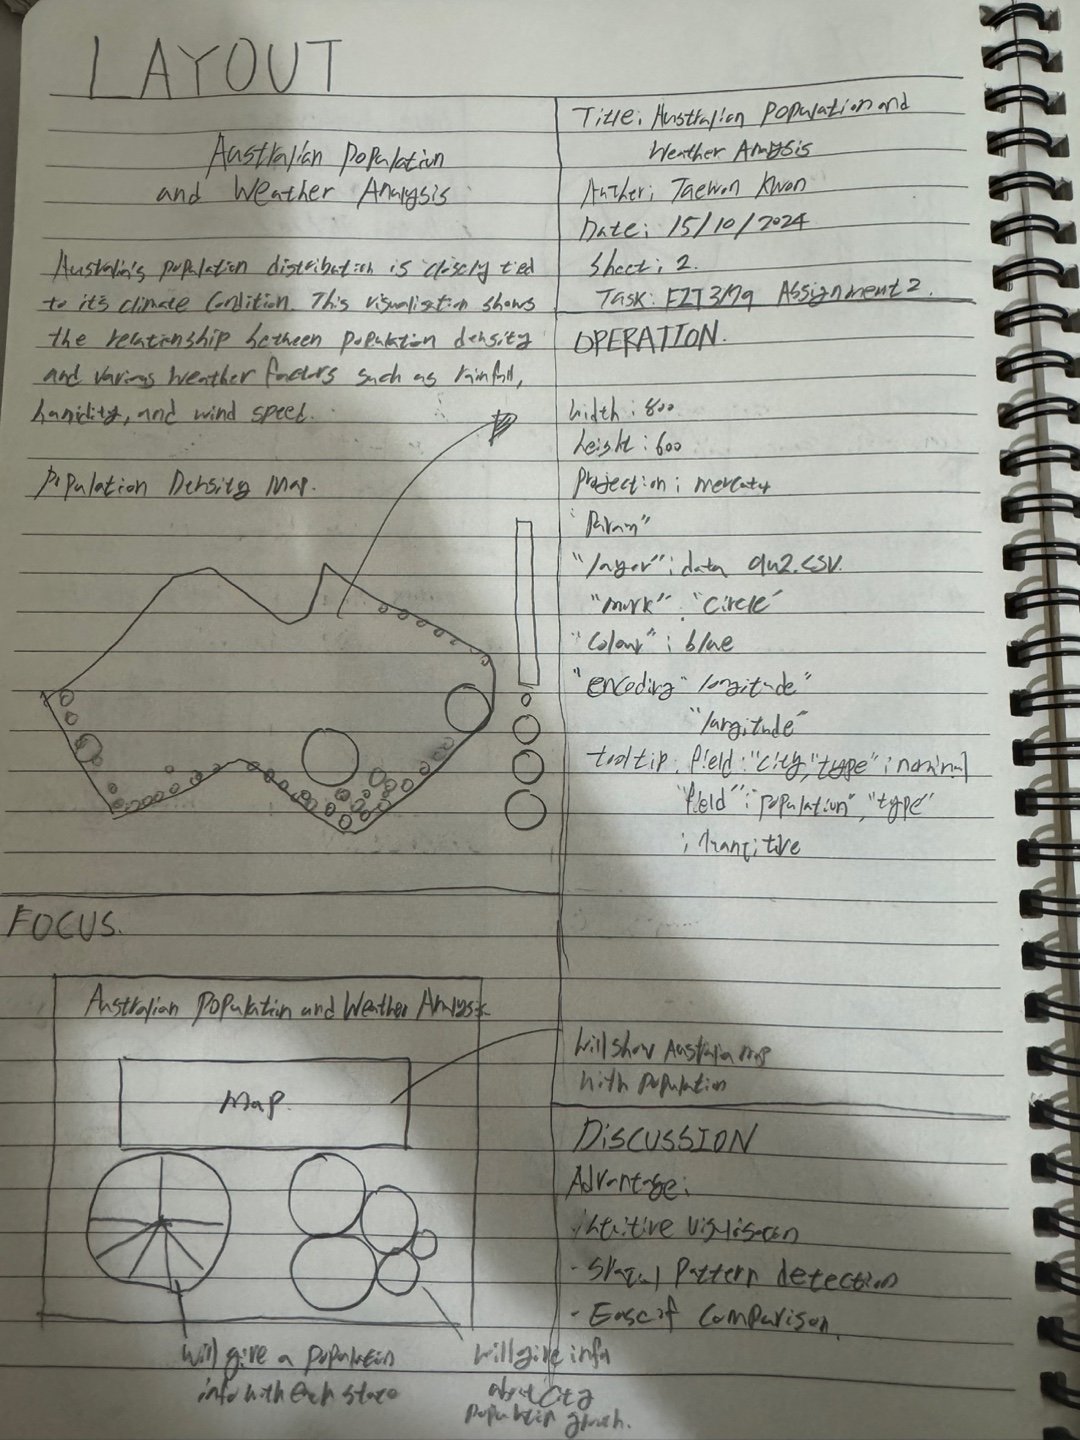 LAYOUT
Australian population
and Weather Analysis
Australia's population distribution is closely tied
to it's climate condition. This visualisation shows
the relationship between population density
and various weather factors such as rainfall,
humidity, and wind speed.
Population Density Map.
Title: Australian Population and
Weather Analysis
Auther: Taewon Kwon
Date: 15/10/2024
Sheet: 2.
Task: FIT3179 Assignment 2.
OPERATION.
width: 800
height: 600
Projection: mercator
"Param"
"layer": data au2.csv.
"mark" "circle"
"Colour": blue
"encoding" longitude"
"largitude"
tooltip. field: "city," "type": nominal
"field": "population", "type"
FOCUS.
Australian Population and Weather Analysis
Map.
Will show Australia map
with population
Will give a population
info with each state
Will give info
about City
population growth.
DISCUSSION
Advantage:
intuitive visualisation
- Spatial pattern detection
- Ease of comparison.